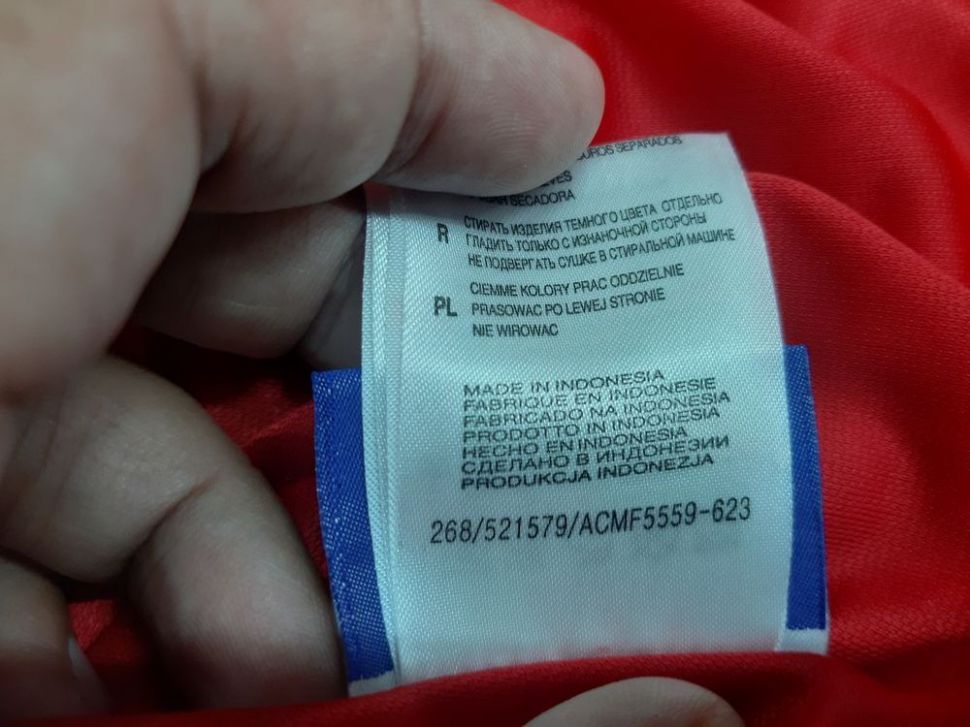 SEPARADOS
SECADORA
R
СТИРАТЬ ИЗДЕЛИЯ ТЕМНОГО ЦВЕТА ОТДЕЛЬНО
ГЛАДИТЬ ТОЛЬКО С ИЗНАНОЧНОЙ СТОРОНЫ
НЕ ПОДВЕРГАТЬ СУШКЕ В СТИРАЛЬНОЙ МАШИНЕ
PL
CIEMME KOLORY PRAC ODDZIELNIE
PRASOWAC PO LEWEJ STRONIE
NIE WIROWAC
MADE IN INDONESIA
FABRIQUE EN INDONESIE
FABRICADO NA INDONESIA
PRODOTTO IN INDONESIA
HECHO EN INDONESIA
СДЕЛАНО В ИНДОНЕЗИИ
PRODUKCJA INDONEZJA
268/521579/ACMF5559-623